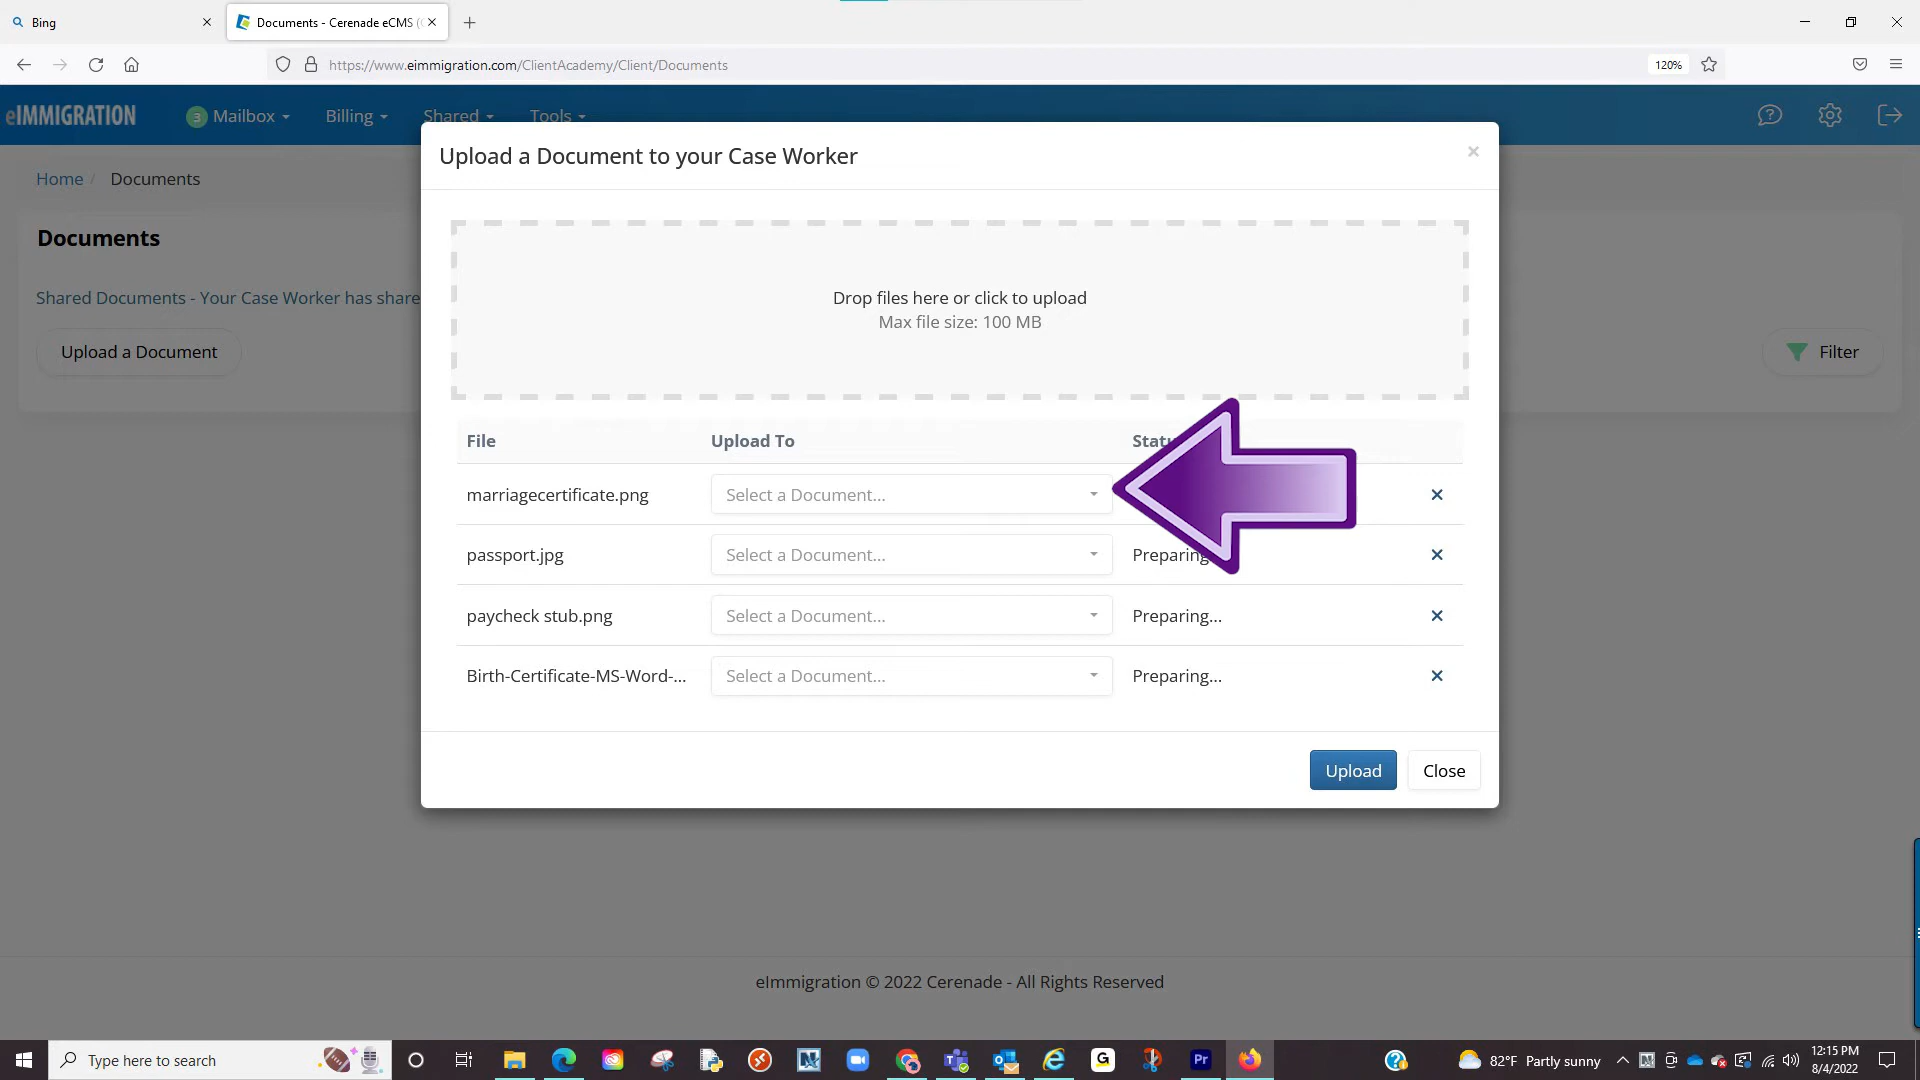 Bing
Documents - Cerenade eCMS
https://www.eimmigration.com/ClientAcademy/Client/Documents
120%
eIMMIGRATION
3 Mailbox
Billing
Shared
Tools
Home / Documents
Documents
Shared Documents - Your Case Worker has share
Upload a Document
Filter
Upload a Document to your Case Worker
Drop files here or click to upload
Max file size: 100 MB
File Upload To
marriagecertificate.png Select a Document...
passport.jpg Select a Document... Preparing
paycheck stub.png Select a Document... Preparing...
Birth-Certificate-MS-Word-... Select a Document... Preparing...
Upload
Close
eImmigration © 2022 Cerenade - All Rights Reserved
Type here to search
Pr
82°F Partly sunny
12:15 PM
8/4/2022